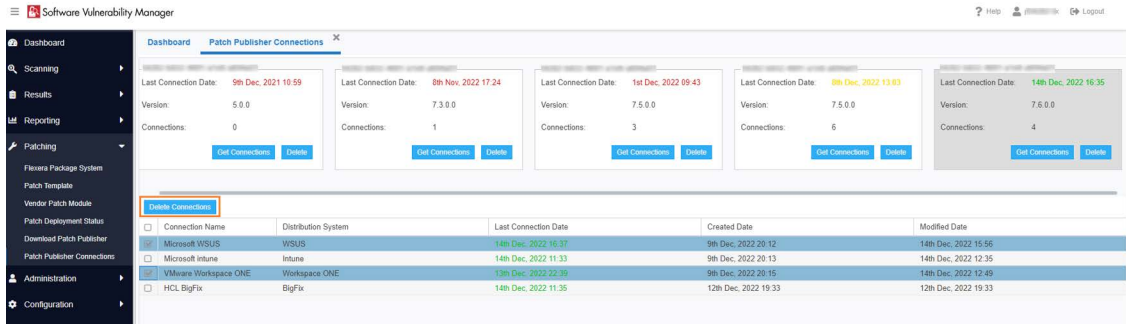 Software Vulnerability Manager
Help
Logout
Dashboard
Scanning
Results
Reporting
Patching
Flexera Package System
Patch Template
Vendor Patch Module
Patch Deployment Status
Download Patch Publisher
Patch Publisher Connections
Administration
Configuration
Dashboard Patch Publisher Connections
Last Connection Date: 9th Dec, 2021 10:59
Version: 5.0.0
Connections: 0
Get Connections Delete
Last Connection Date: 8th Nov, 2022 17:24
Version: 7.3.0.0
Connections: 1
Get Connections Delete
Last Connection Date: 1st Dec, 2022 09:43
Version: 7.5.0.0
Connections: 3
Get Connections Delete
Last Connection Date: 8th Dec, 2022 13:03
Version: 7.5.0.0
Connections: 6
Get Connections Delete
Last Connection Date: 14th Dec, 2022 16:35
Version: 7.6.0.0
Connections: 4
Get Connections Delete
Delete Connections
Connection Name Distribution System Last Connection Date Created Date Modified Date
Microsoft WSUS WSUS 14th Dec, 2022 16:37 9th Dec, 2022 20:12 14th Dec, 2022 15:56
Microsoft Intune Intune 14th Dec, 2022 11:33 9th Dec, 2022 20:13 14th Dec, 2022 12:35
VMware Workspace ONE Workspace ONE 13th Dec, 2022 22:39 9th Dec, 2022 20:15 14th Dec, 2022 12:49
HCL BigFix BigFix 14th Dec, 2022 11:35 12th Dec, 2022 19:33 12th Dec, 2022 19:33